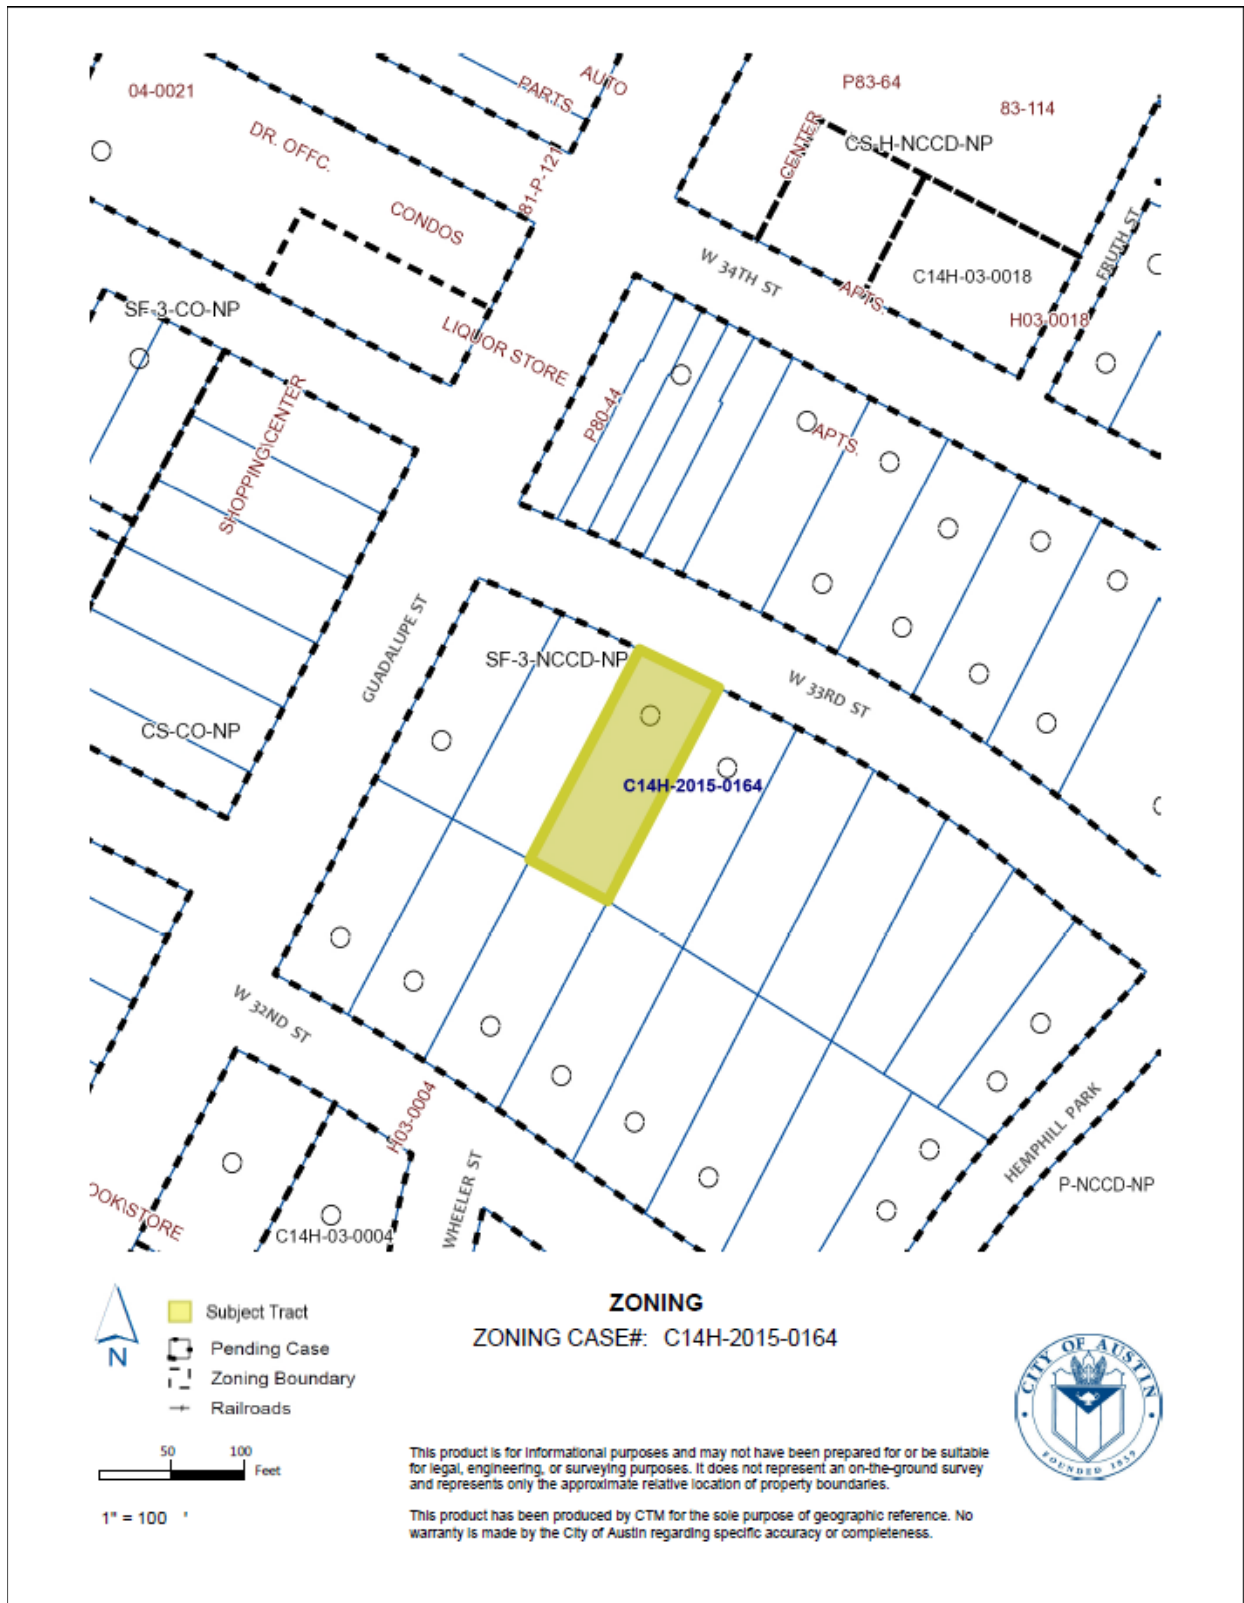 04-0021
DR. OFFC.
CONDOS
PARTS.
AUTO
81-P-121
P83-64
83-114
CENTER
CS-H-NCCD-NP
FRUTH ST
W 34TH ST
C14H-03-0018
APTS.
H03-0018
SF-3-CO-NP
LIQUOR STORE
SHOPPING\CENTER
P80-44
APTS.
GUADALUPE ST
SF-3-NCCD-NP
W 33RD ST
CS-CO-NP
C14H-2015-0164
W 32ND ST
H03-0004
WHEELER ST
HEMPHILL PARK
P-NCCD-NP
OOK\STORE
C14H-03-0004
N
Subject Tract
Pending Case
Zoning Boundary
Railroads
50 100
Feet
1" = 100 '
ZONING
ZONING CASE#: C14H-2015-0164
CITY OF AUSTIN
FOUNDED 1839
This product is for informational purposes and may not have been prepared for or be suitable
for legal, engineering, or surveying purposes. It does not represent an on-the-ground survey
and represents only the approximate relative location of property boundaries.
This product has been produced by CTM for the sole purpose of geographic reference. No
warranty is made by the City of Austin regarding specific accuracy or completeness.